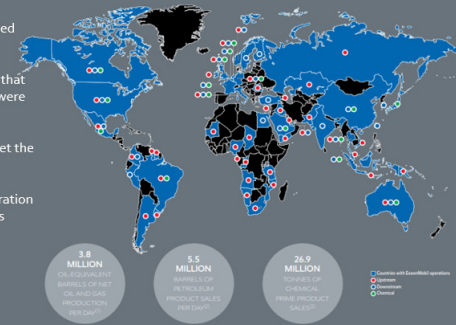 ed
that
were
et the
ration
s
3.8
MILLION
OIL-EQUIVALENT
BARRELS OF NET
OIL AND GAS
PRODUCTION
PER DAY
5.5
MILLION
BARRELS OF
PETROLEUM
PRODUCT SALES
PER DAY
26.9
MILLION
TONNES OF
CHEMICAL
PRIME PRODUCT
SALES
Countries with ExxonMobil operations
Upstream
Downstream
Chemical